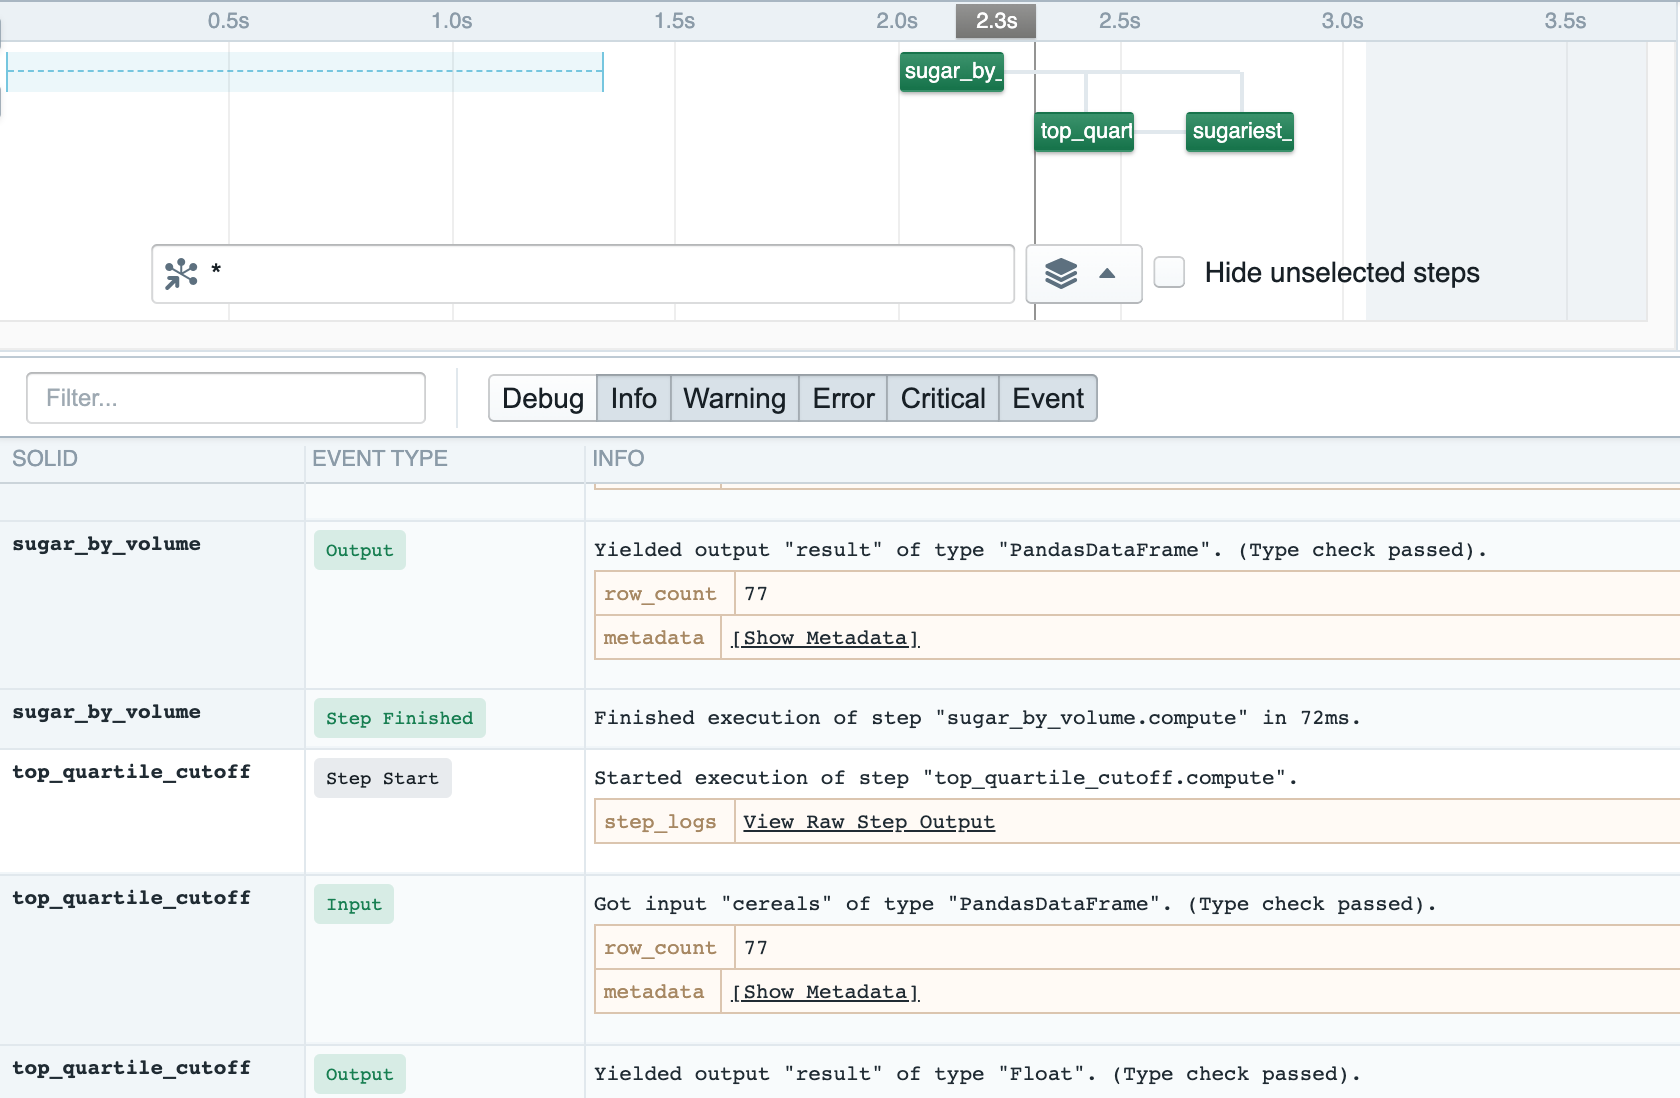 0.5s 1.0s 1.5s 2.0s 2.3s 2.5s 3.0s 3.5s
sugar_by_
top_quart sugariest_
* Hide unselected steps
Filter... Debug Info Warning Error Critical Event
SOLID EVENT TYPE INFO
sugar_by_volume Output Yielded output "result" of type "PandasDataFrame". (Type check passed).
row_count 77
metadata [Show Metadata]
sugar_by_volume Step Finished Finished execution of step "sugar_by_volume.compute" in 72ms.
top_quartile_cutoff Step Start Started execution of step "top_quartile_cutoff.compute".
step_logs View Raw Step Output
top_quartile_cutoff Input Got input "cereals" of type "PandasDataFrame". (Type check passed).
row_count 77
metadata [Show Metadata]
top_quartile_cutoff Output Yielded output "result" of type "Float". (Type check passed).